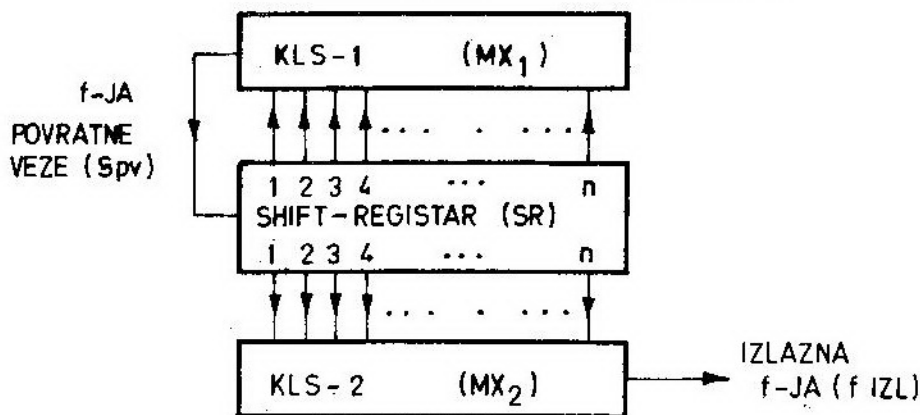 KLS-1 (MX₁)
f-JA
POVRATNE
VEZE (Spv)
1 2 3 4 ... n
SHIFT-REGISTAR (SR)
1 2 3 4 ... n
KLS-2 (MX₂)
IZLAZNA
f-JA (f IZL)